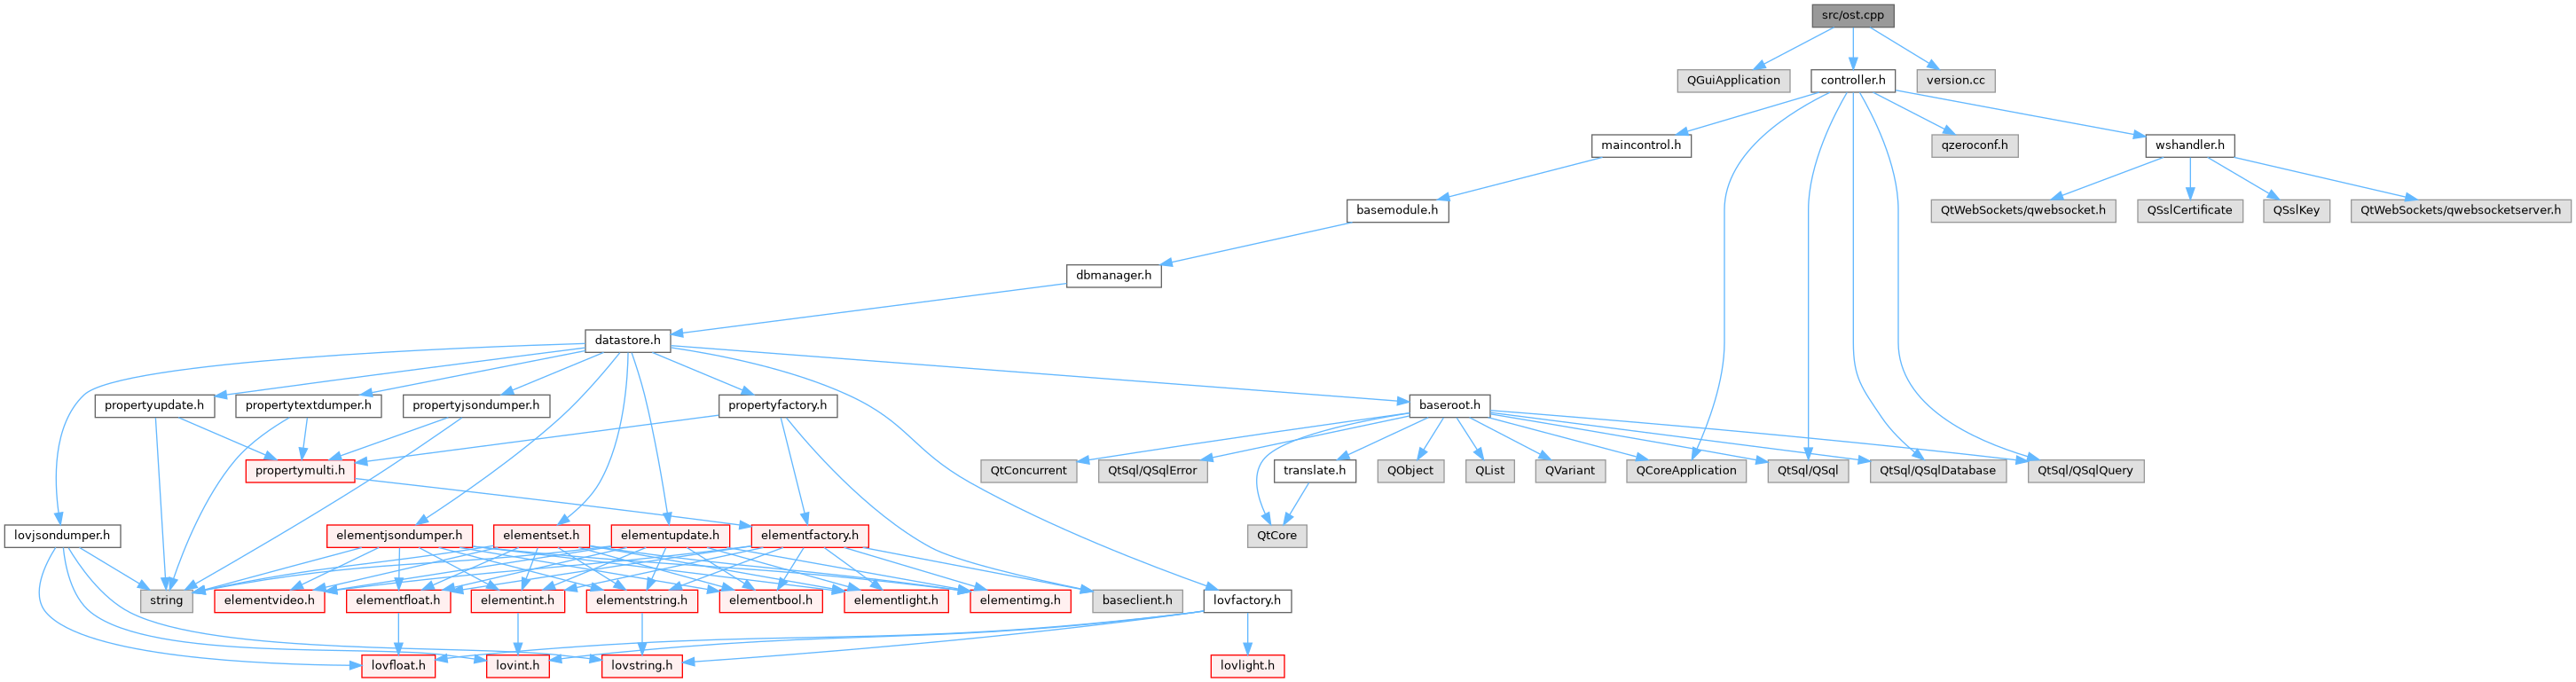 src/ost.cpp
QGuiApplication
controller.h
version.cc
maincontrol.h
qzeroconf.h
wshandler.h
basemodule.h
QtWebSockets/qwebsocket.h
QSslCertificate
QSslKey
QtWebSockets/qwebsocketserver.h
dbmanager.h
datastore.h
propertyupdate.h
propertytextdumper.h
propertyjsondumper.h
propertyfactory.h
baseroot.h
propertymulti.h
QtConcurrent
QtSql/QSqlError
translate.h
QObject
QList
QVariant
QCoreApplication
QtSql/QSql
QtSql/QSqlDatabase
QtSql/QSqlQuery
lovjsondumper.h
elementjsondumper.h
elementset.h
elementupdate.h
elementfactory.h
QtCore
string
elementvideo.h
elementfloat.h
elementint.h
elementstring.h
elementbool.h
elementlight.h
elementimg.h
baseclient.h
lovfactory.h
lovfloat.h
lovint.h
lovstring.h
lovlight.h